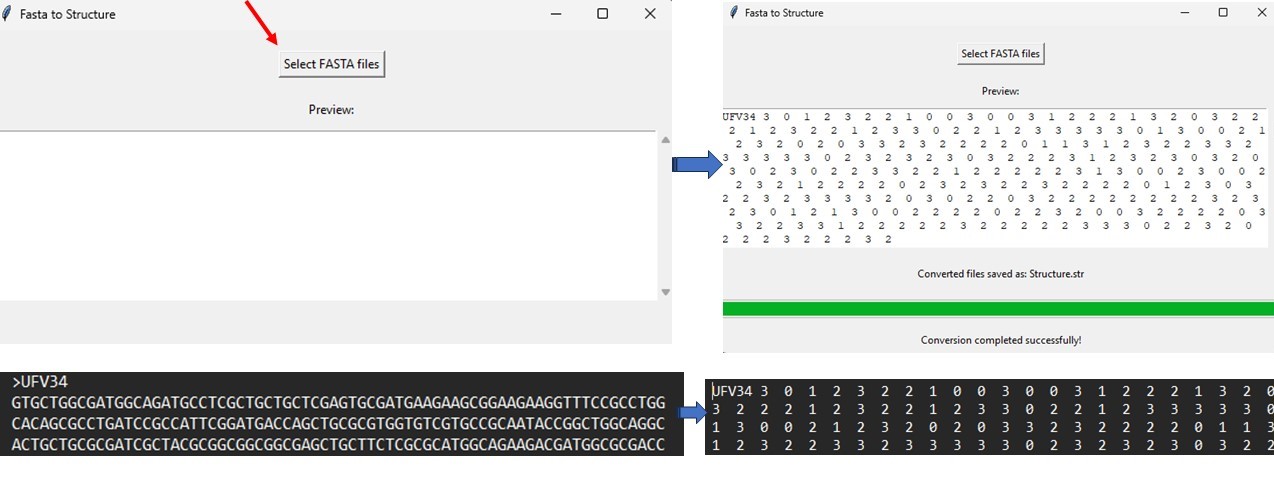 Fasta to Structure
Select FASTA files
Preview:
Fasta to Structure
Select FASTA files
Preview:
UFV34 3 0 1 2 3 2 2 1 0 0 3 0 0 3 1 2 2 2 1 3 2 0 3 2 2
2 1 2 3 2 2 1 2 3 3 0 2 2 1 2 3 3 3 3 3 0 1 3 0 0 2 1
2 3 2 0 2 0 3 3 2 3 2 2 2 2 0 1 1 3 1 2 3 2 2 3 3 2
3 3 3 3 3 0 2 3 2 3 2 3 0 3 2 2 2 3 1 2 3 2 3 0 3 2 0
3 0 2 3 0 2 2 3 3 2 2 1 2 2 2 2 2 3 1 3 0 0 2 3 0 0 2
2 3 2 1 2 2 2 2 0 2 3 2 3 2 2 3 2 2 2 2 0 1 2 3 0 3
2 2 3 2 3 3 3 3 2 0 3 0 2 2 0 3 2 2 2 2 2 2 2 3 2 3
2 3 0 1 2 1 3 0 0 2 2 2 2 0 2 2 3 2 0 0 3 2 2 2 2 0 3
3 2 2 3 3 1 2 2 2 2 2 3 2 3 2 2 2 2 3 3 3 0 2 2 3 2 0
2 2 2 3 2 2 2 3 2
Converted files saved as: Structure.str
Conversion completed successfully!
>UFV34
GTGCTGGCGATGGCAGATGCCTCGCTGCTGCTCGAGTGCGATGAAGAAGCGGAAGAAGGTTTCCGCCTGG
CACAGCGCCTGATCCGCCATTCGGATGACCAGCTGCGCGTGGTGTCGTGCCGCAATACCGGCTGGCAGGC
ACTGCTGCGCGATCGCTACGCGGCGGCGGCGAGCTGCTTCTCGCGCATGGCAGAAGACGATGGCGCGACC
UFV34 3 0 1 2 3 2 2 1 0 0 3 0 0 3 1 2 2 2 1 3 2 0
3 2 2 2 1 2 3 2 2 1 2 3 3 0 2 2 1 2 3 3 3 3 3 0
1 3 0 0 2 1 2 3 2 0 2 0 3 3 2 3 2 2 2 2 0 1 1 3
1 2 3 2 2 3 3 2 3 3 3 3 3 0 2 3 2 3 2 3 0 3 2 2